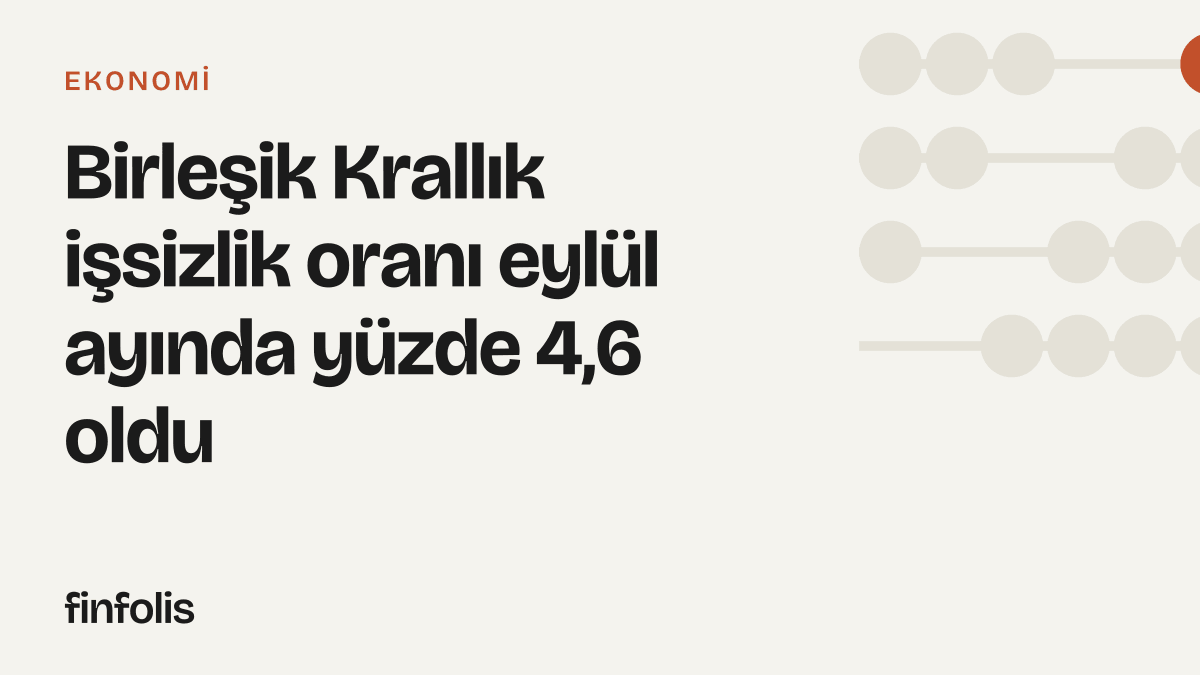 EKONOMİ
Birleşik Krallık
işsizlik oranı eylül
ayında yüzde 4,6
oldu
finfolis